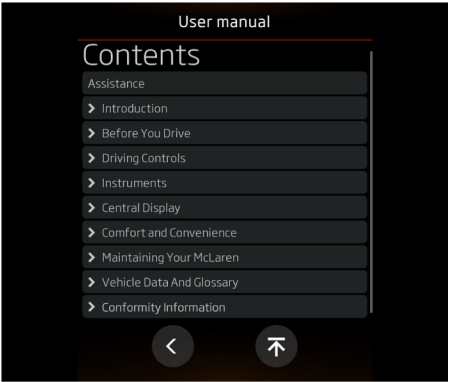 User manual
Contents
Assistance
Introduction
Before You Drive
Driving Controls
Instruments
Central Display
Comfort and Convenience
Maintaining Your McLaren
Vehicle Data And Glossary
Conformity Information